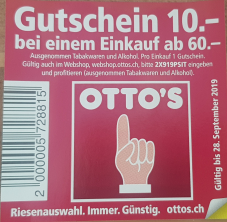 Gutschein 10.–
bei einem Einkauf ab 60.–
Ausgenommen Tabakwaren und Alkohol. Pro Einkauf 1 Gutschein.
Gültig auch im Webshop, webshop.ottos.ch, bitte 2X919PSJT eingeben
und profitieren (ausgenommen Tabakwaren und Alkohol).
OTTO'S
2 000005 728815
Gültig bis 28. September 2019
Riesenauswahl. Immer. Günstig. ottos.ch